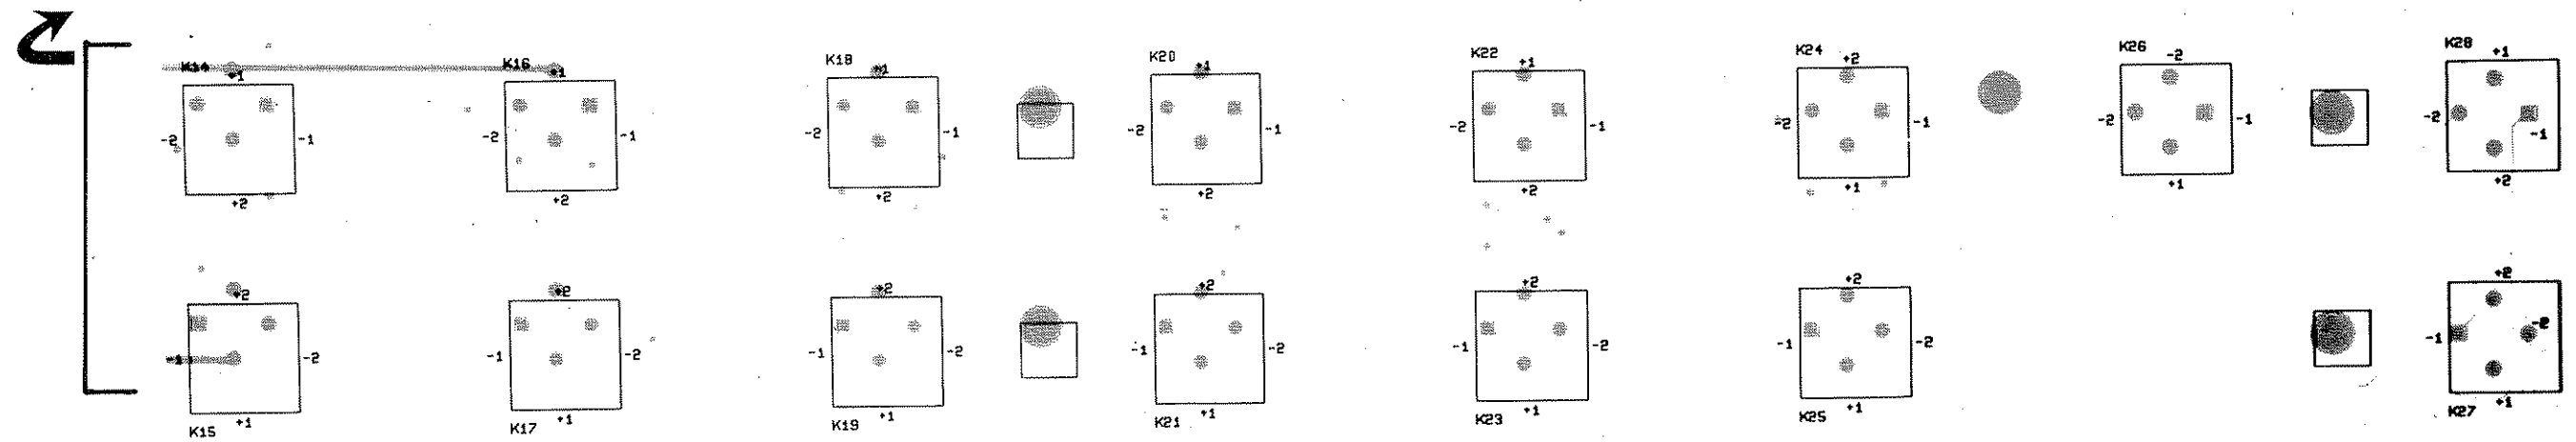 K14 K16 K18 K20 K22 K24 K26 K28
+1 +1 +1 +1 +1 +2 -2 +1
-2 -1 -2 -1 -2 -1 -2 -1 -2 -1 -2 -1 -2 -1 -2 -1
+2 +2 +2 +2 +2 +1 +1 +2
+2 +2 +2 +2 +2 +2 +2
-1 -2 -1 -2 -1 -2 -1 -2 -1 -2 -1 -2 -1 -2
+1 +1 +1 +1 +1 +1 +1
K15 K17 K19 K21 K23 K25 K27